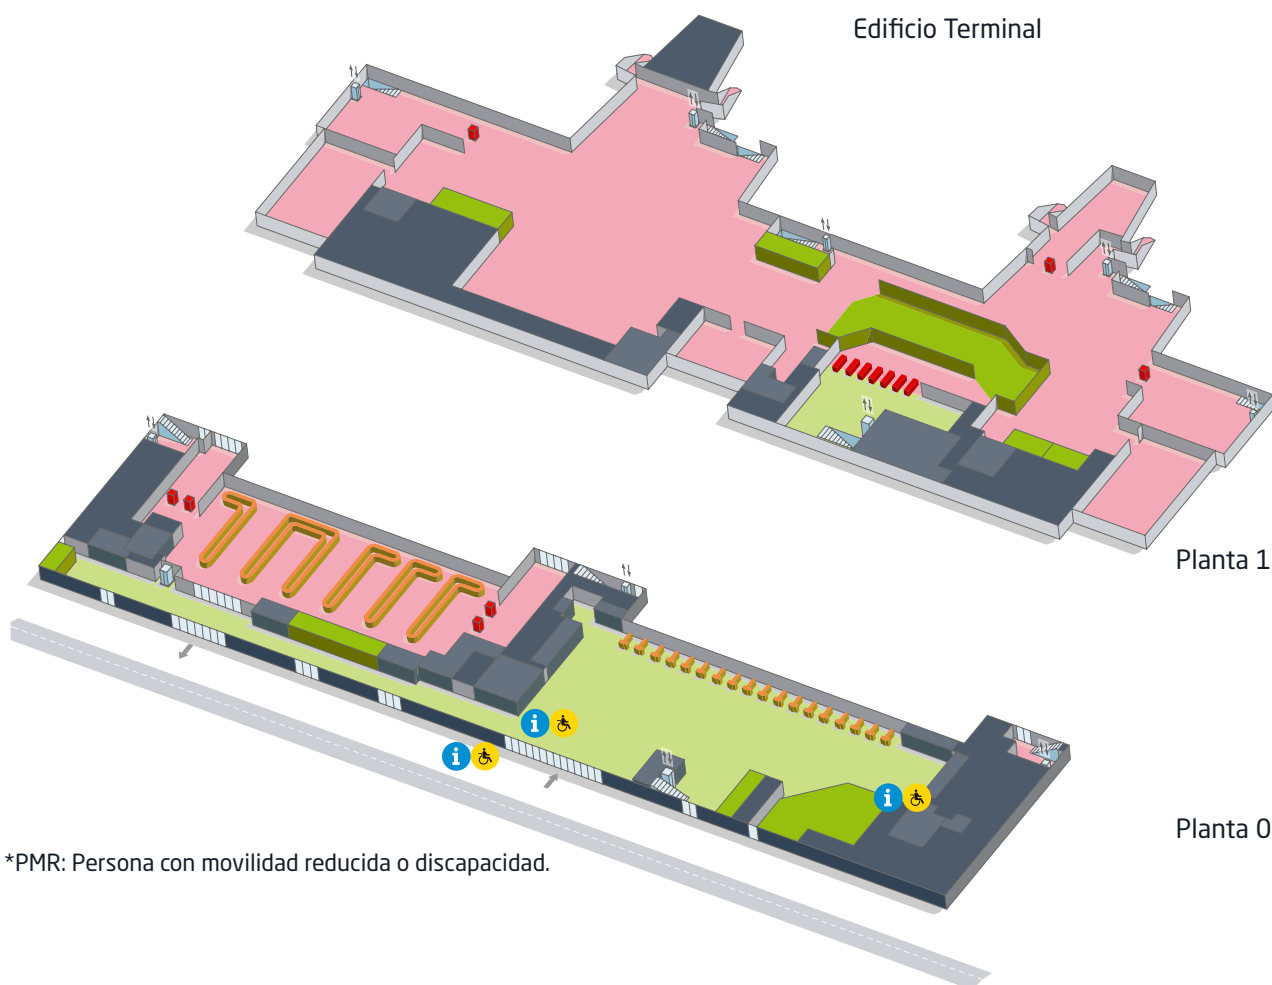 Edificio Terminal
Planta 1
i
i
i
Planta 0
*PMR: Persona con movilidad reducida o discapacidad.